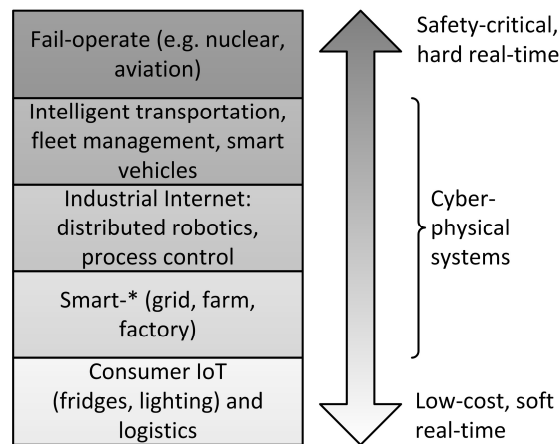 Fail-operate (e.g. nuclear,
aviation)
Intelligent transportation,
fleet management, smart
vehicles
Industrial Internet:
distributed robotics,
process control
Smart-* (grid, farm,
factory)
Consumer IoT
(fridges, lighting) and
logistics
Safety-critical,
hard real-time
Cyber-
physical
systems
Low-cost, soft
real-time